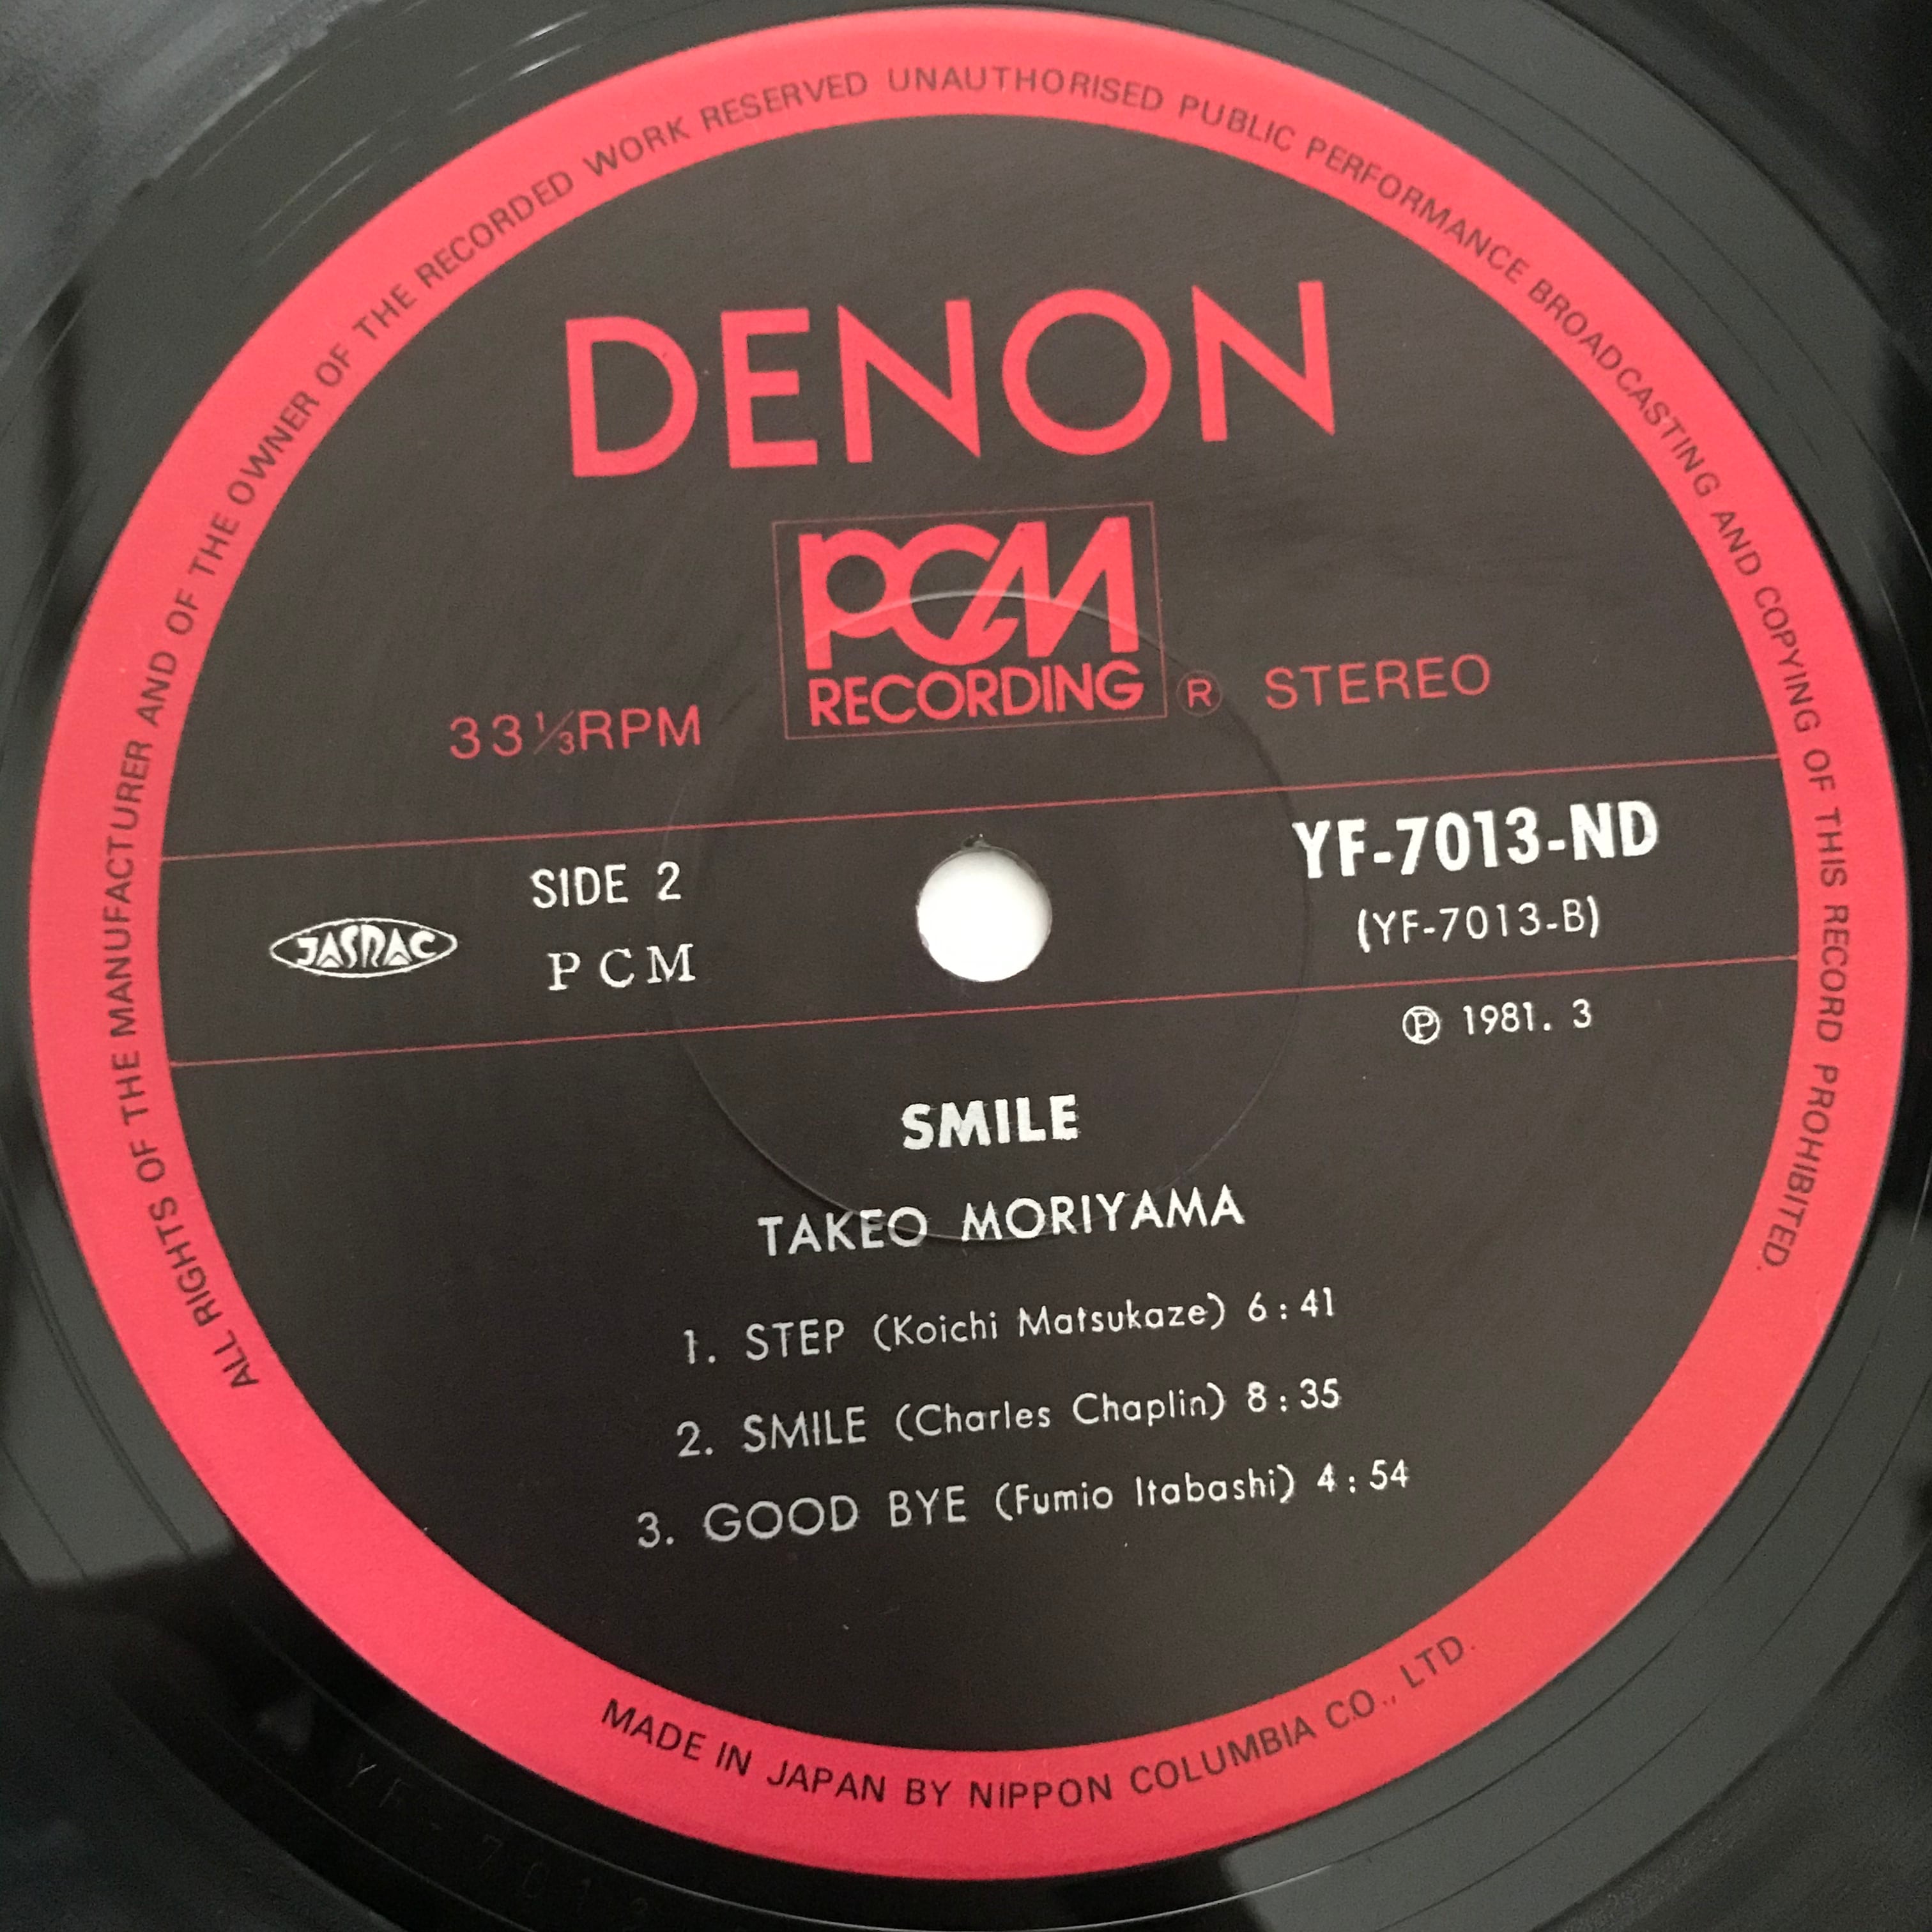 ALL RIGHTS OF THE MANUFACTURER AND OF THE OWNER OF THE RECORDED WORK RESERVED UNAUTHORISED PUBLIC PERFORMANCE BROADCASTING AND COPYING OF THIS RECORD PROHIBITED.
DENON
PCM
RECORDING
®
33⅓RPM
STEREO
SIDE 2
YF-7013-ND
JASRAC
PCM
(YF-7013-B)
℗ 1981. 3
SMILE
TAKEO MORIYAMA
1. STEP (Koichi Matsukaze) 6:41
2. SMILE (Charles Chaplin) 8:35
3. GOOD BYE (Fumio Itabashi) 4:54
MADE IN JAPAN BY NIPPON COLUMBIA CO., LTD.
YF-7013